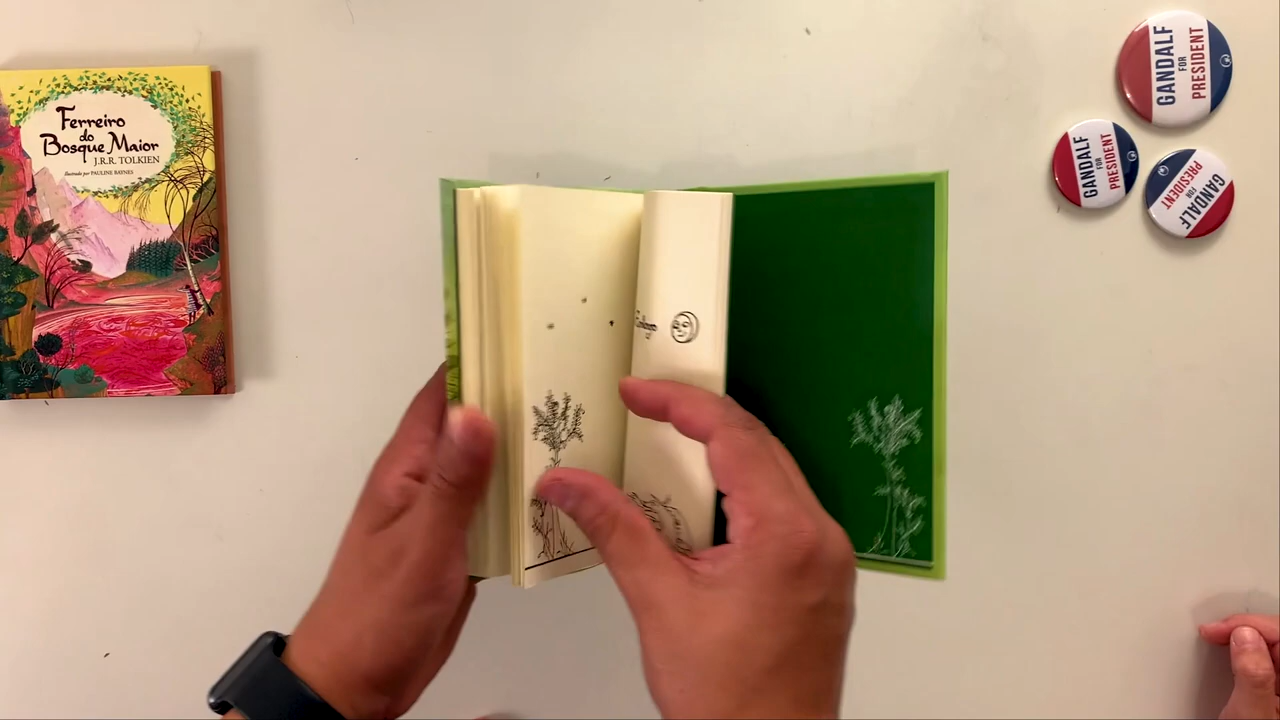 Ferreiro
do
Bosque Maior
J.R.R. TOLKIEN
Ilustrado por PAULINE BAYNES
GANDALF
FOR
PRESIDENT
GANDALF
FOR
PRESIDENT
GANDALF
FOR
PRESIDENT